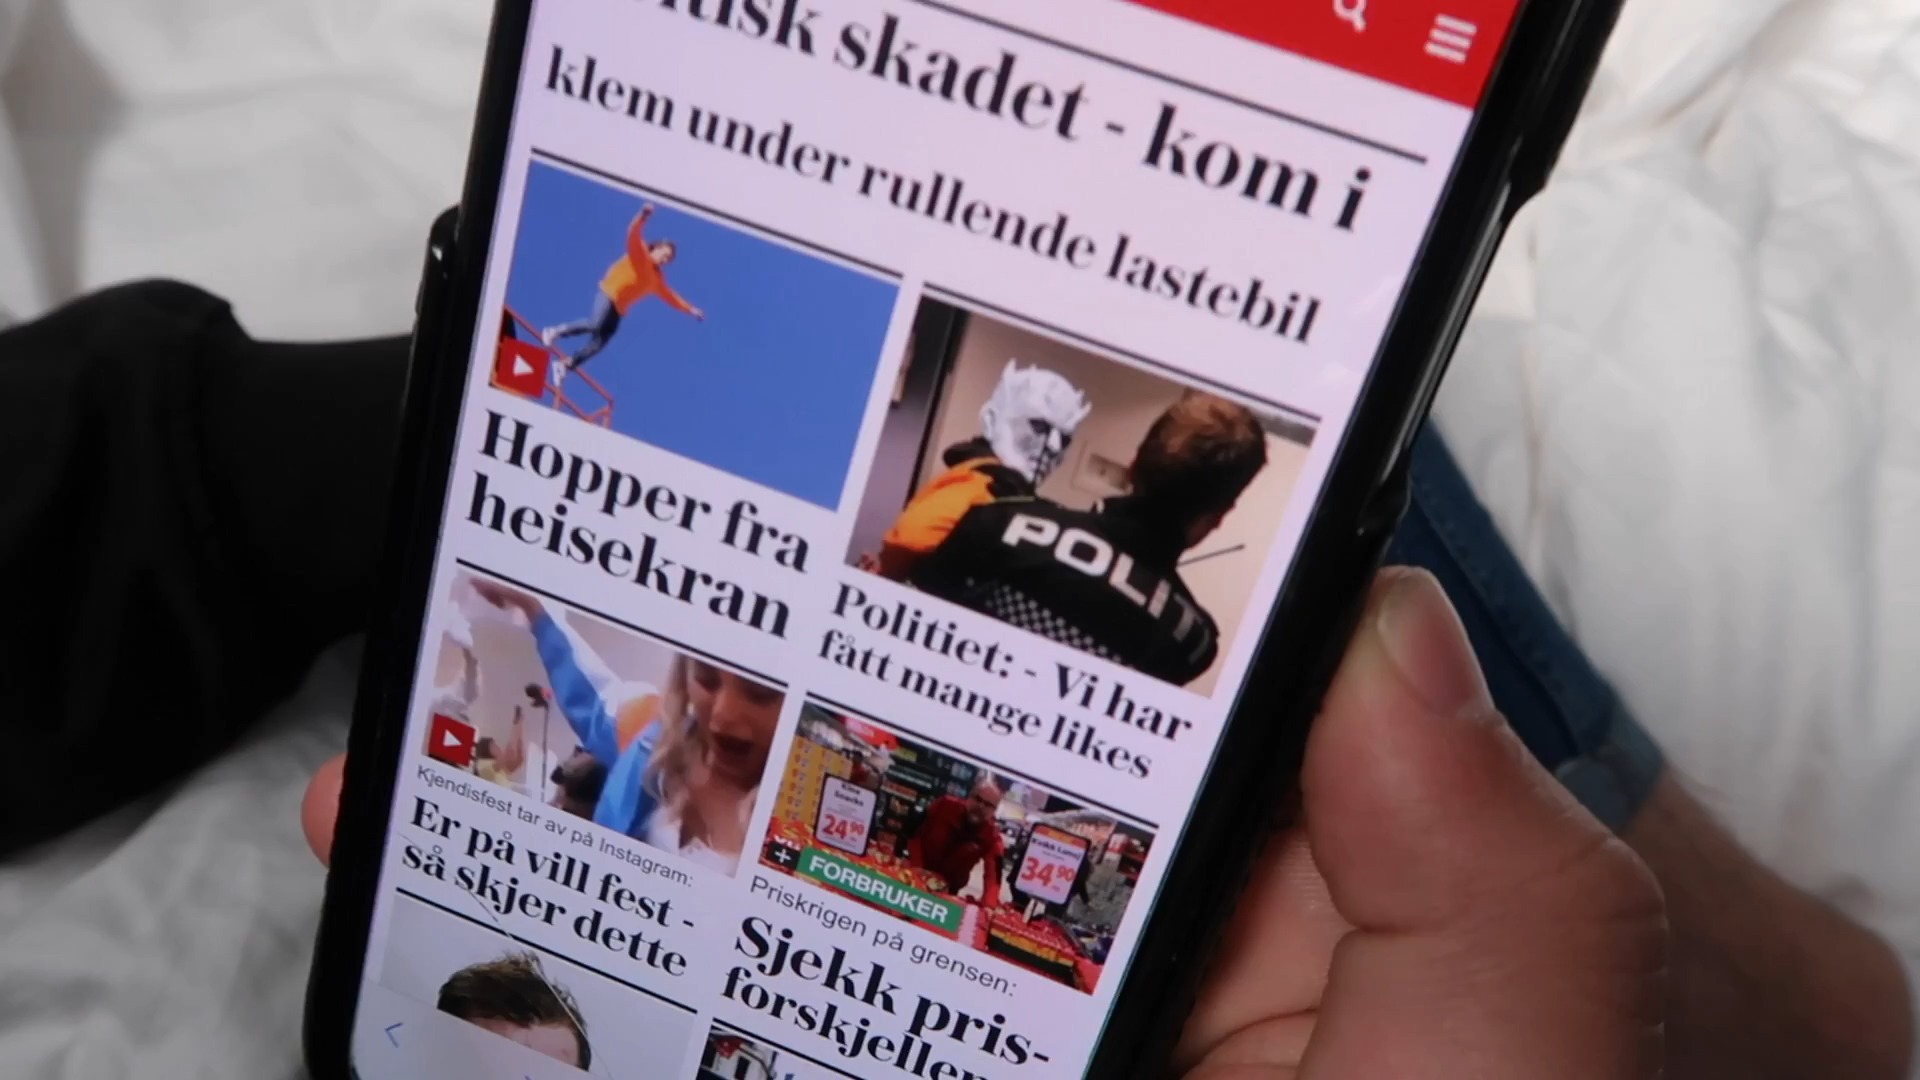 skadet - kom i
klem under rullende lastebil
Hopper fra
heisekran
POLITI
Politiet: - Vi har
fått mange likes
Kjendisfest tar av på Instagram:
Er på vill fest -
så skjer dette
24 90
34 90
+ FORBRUKER
Priskrigen på grensen:
Sjekk pris-
forskjellen